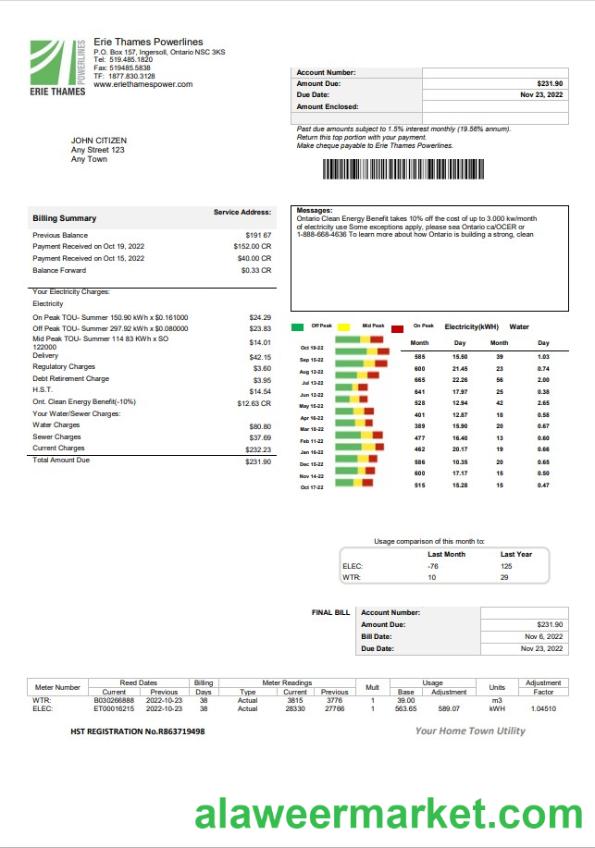 Erie Thames Powerlines
P.O. Box 157, Ingersoll, Ontario NSC 3KS
Tel: 519.485.1820
Fax: 519485.5838
TF: 1877.830.3128
www.eriethamespower.com
POWERLINES
ERIE THAMES
Account Number:
Amount Due: $231.90
Due Date: Nov 23, 2022
Amount Enclosed:
Past due amounts subject to 1.5% interest monthly (19.56% annum).
Return this top portion with your payment.
Make cheque payable to Erie Thames Powerlines.
JOHN CITIZEN
Any Street 123
Any Town
Billing Summary Service Address:
Previous Balance $191 67
Payment Received on Oct 19, 2022 $152.00 CR
Payment Received on Oct 15, 2022 $40.00 CR
Balance Forward $0.33 CR
Your Electricity Charges:
Electricity
On Peak TOU- Summer 150.90 kWh x $0.161000 $24.29
Off Peak TOU- Summer 297.92 kWh x $0.080000 $23.83
Mid Peak TOU- Summer 114 83 KWH x SO
122000 $14.01
Delivery $42.15
Regulatory Charges $3.60
Debt Retirement Charge $3.95
H.S.T. $14.54
Ont. Clean Energy Benefit(-10%) $12.63 CR
Your Water/Sewer Charges:
Water Charges $80.80
Sewer Charges $37.69
Current Charges $232.23
Total Amount Due $231.90
Messages:
Ontario Clean Energy Benefit takes 10% off the cost of up to 3.000 kw/month
of electricity use Some exceptions apply, please sea Ontario ca/OCER or
1-888-668-4636 To learn more about how Ontario is building a strong, clean
Off Peak Mid Peak On Peak Electricity(kWH) Water
Month Day Month Day
Oct 19-22 585 15.50 39 1.03
Sep 15-22 600 21.45 23 0.74
Aug 12-22 665 22.26 56 2.00
Jul 13-22 641 17.97 25 0.38
Jun 12-22 528 12.94 42 2.65
May 15-22 401 12.87 18 0.58
Apr 16-22 389 15.90 20 0.67
Mar 18-22 477 16.40 13 0.60
Feb 11-22 462 20.17 19 0.66
Jan 16-22 586 10.35 20 0.65
Dec 15-22 600 17.17 15 0.50
Nov 14-22 515 15.28 15 0.47
Oct 17-22
Usage comparison of this month to:
Last Month Last Year
ELEC: -76 125
WTR: 10 29
FINAL BILL
Account Number:
Amount Due: $231.90
Bill Date: Nov 6, 2022
Due Date: Nov 23, 2022
Meter Number Reed Dates Billing Meter Readings Mult Usage Units Adjustment
Current Previous Days Type Current Previous Base Adjustment Factor
WTR: B030266888 2022-10-23 38 Actual 3815 3776 1 39.00 m3
ELEC: ET00016215 2022-10-23 38 Actual 28330 27766 1 563.65 589.07 kWH 1.04510
HST REGISTRATION No.R863719498
Your Home Town Utility
alaweermarket.com